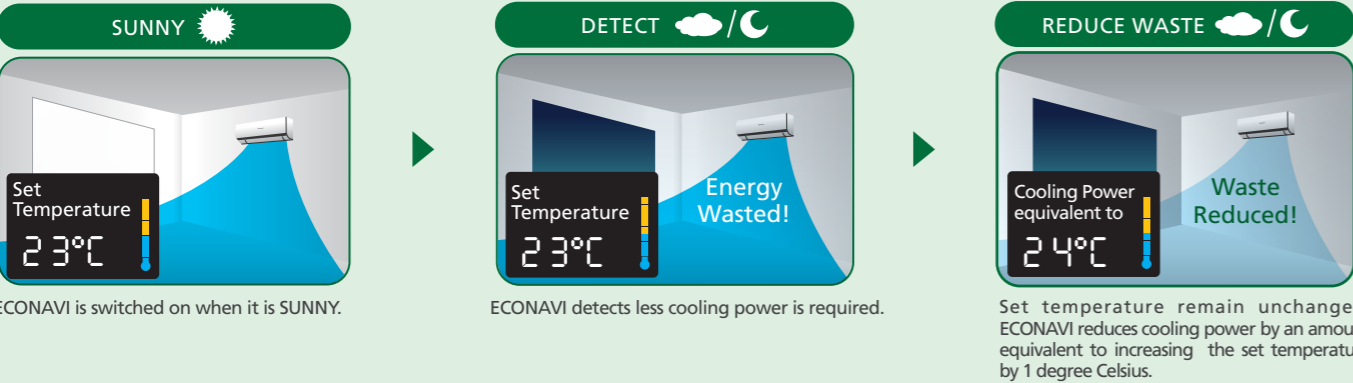 SUNNY
Set
Temperature
23°C
ECONAVI is switched on when it is SUNNY.
DETECT /
Set
Temperature
23°C
Energy
Wasted!
ECONAVI detects less cooling power is required.
REDUCE WASTE /
Cooling Power
equivalent to
24°C
Waste
Reduced!
Set temperature remain unchange
ECONAVI reduces cooling power by an amou
equivalent to increasing the set temperatu
by 1 degree Celsius.